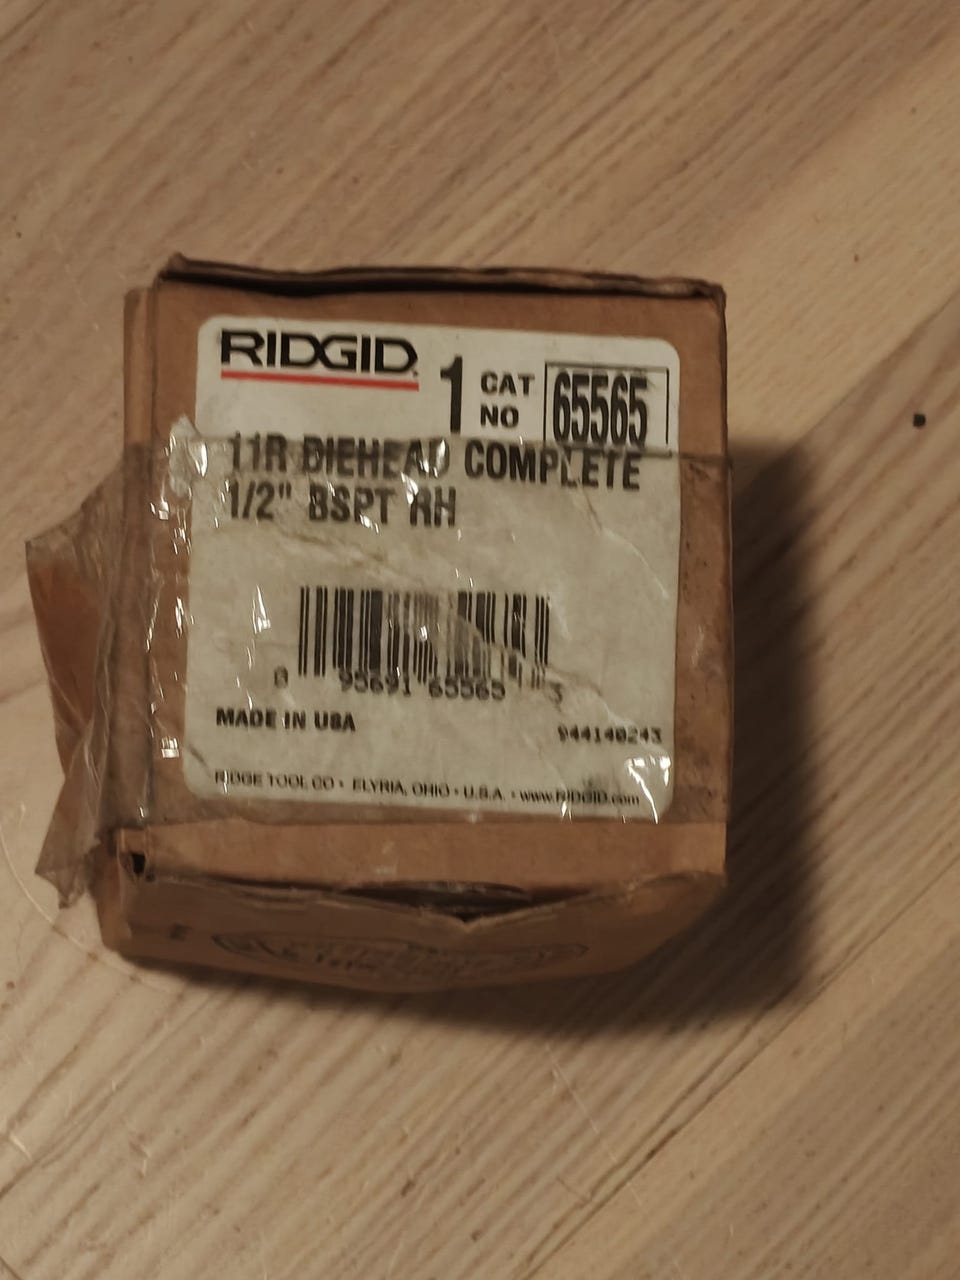 RIDGID
1 CAT NO 65565
11R DIEHEAD COMPLETE
1/2" BSPT RH
0 95691 65565 3
MADE IN USA
944140243
RIDGE TOOL CO • ELYRIA, OHIO • U.S.A. • www.RIDGID.com